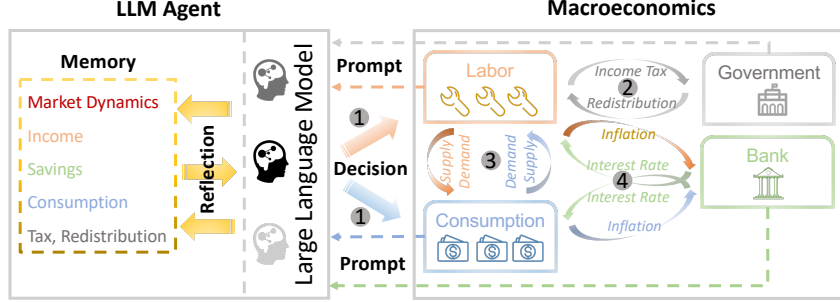 LLM Agent
Macroeconomics
Memory
Market Dynamics
Income
Savings
Consumption
Tax, Redistribution
Reflection
Large Language Model
Prompt
1
Decision
1
Prompt
Labor
Income Tax
2
Redistribution
Government
Supply
Demand
3
Demand
Supply
Inflation
Interest Rate
4
Interest Rate
Inflation
Bank
Consumption
$ $ $